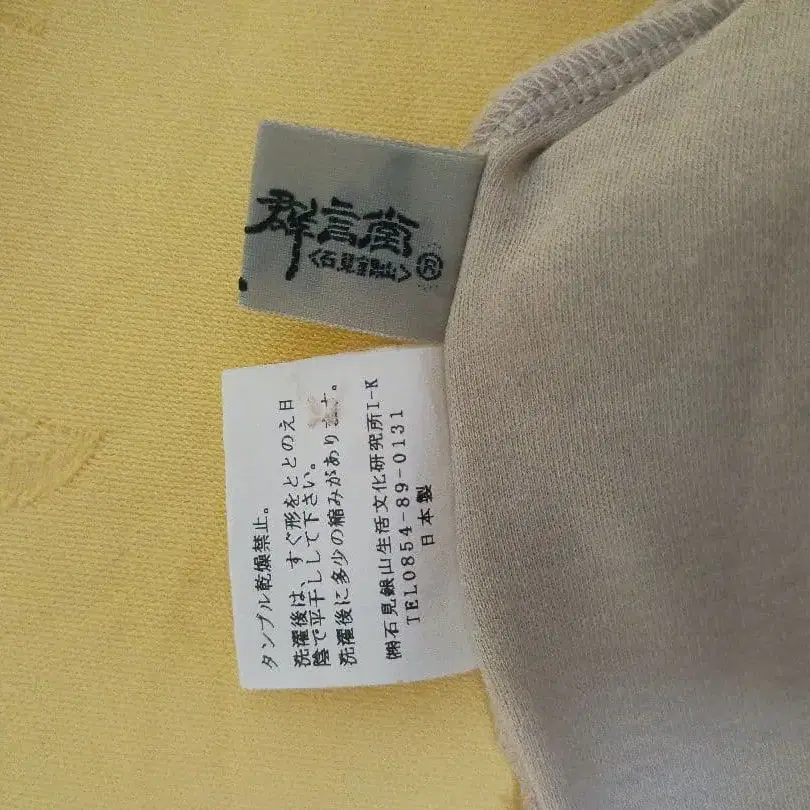 群言堂
<石見銀山>
®
タンブル乾燥禁止。
洗濯後は、すぐ形をととのえ日
陰で平干しして下さい。
洗濯後に多少の縮みがあります。
㈱石見銀山生活文化研究所I-K
TEL0854-89-0131
日本製